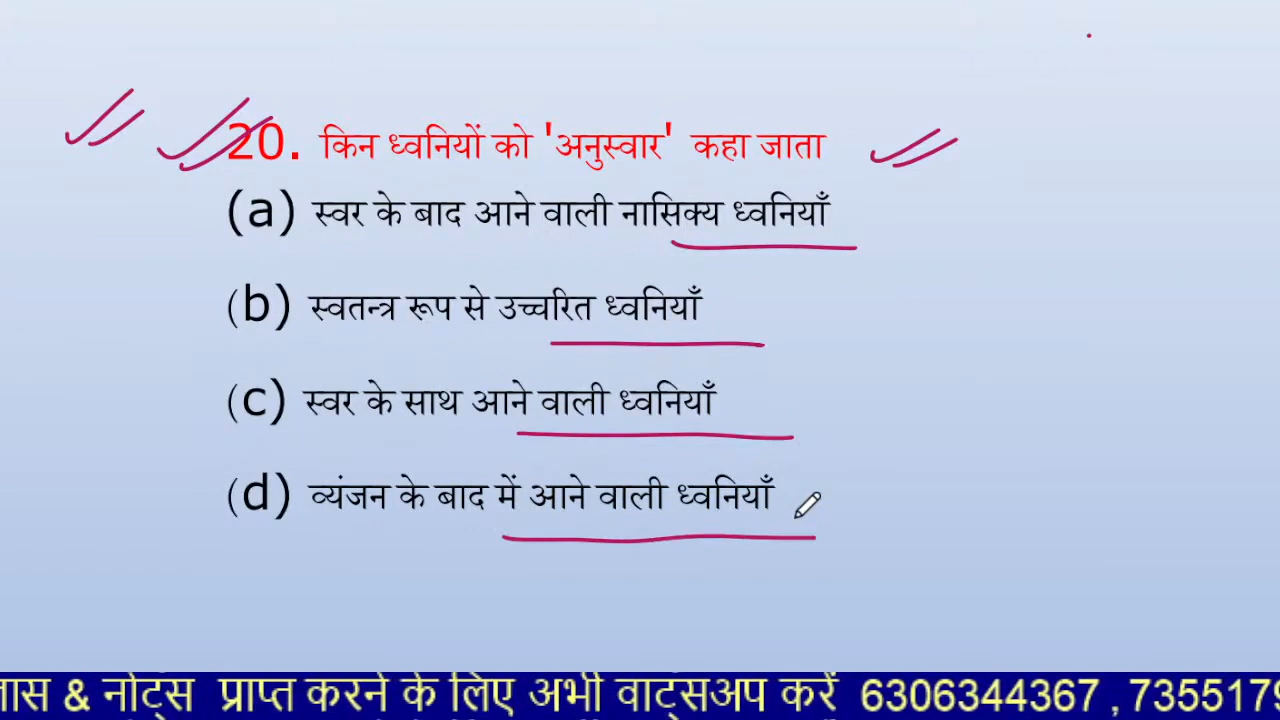 20. किन ध्वनियों को 'अनुस्वार' कहा जाता
(a) स्वर के बाद आने वाली नासिक्य ध्वनियाँ
(b) स्वतन्त्र रूप से उच्चरित ध्वनियाँ
(c) स्वर के साथ आने वाली ध्वनियाँ
(d) व्यंजन के बाद में आने वाली ध्वनियाँ
& नोट्स प्राप्त करने के लिए अभी वाट्सअप करें 6306344367 ,